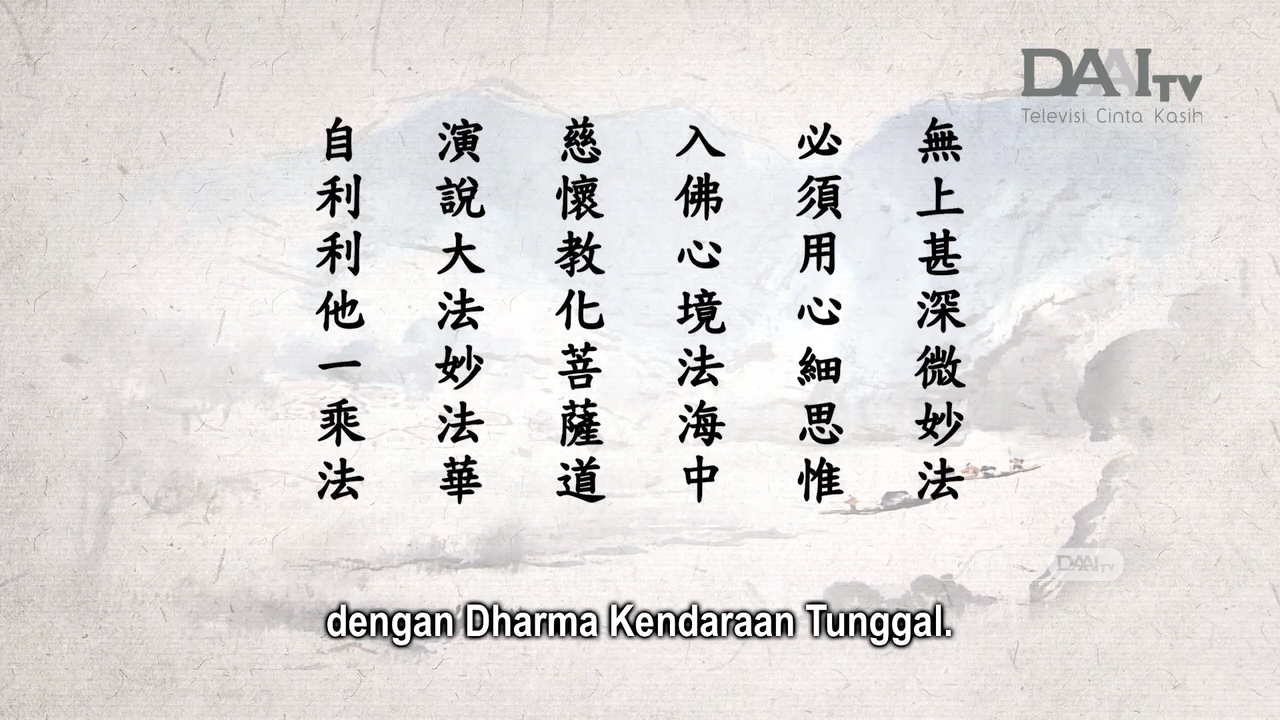 DAAI TV
Televisi Cinta Kasih
無上甚深微妙法
必須用心細思惟
入佛心境法海中
慈懷教化菩薩道
演說大法妙法華
自利利他一乘法
DAAI TV
dengan Dharma Kendaraan Tunggal.